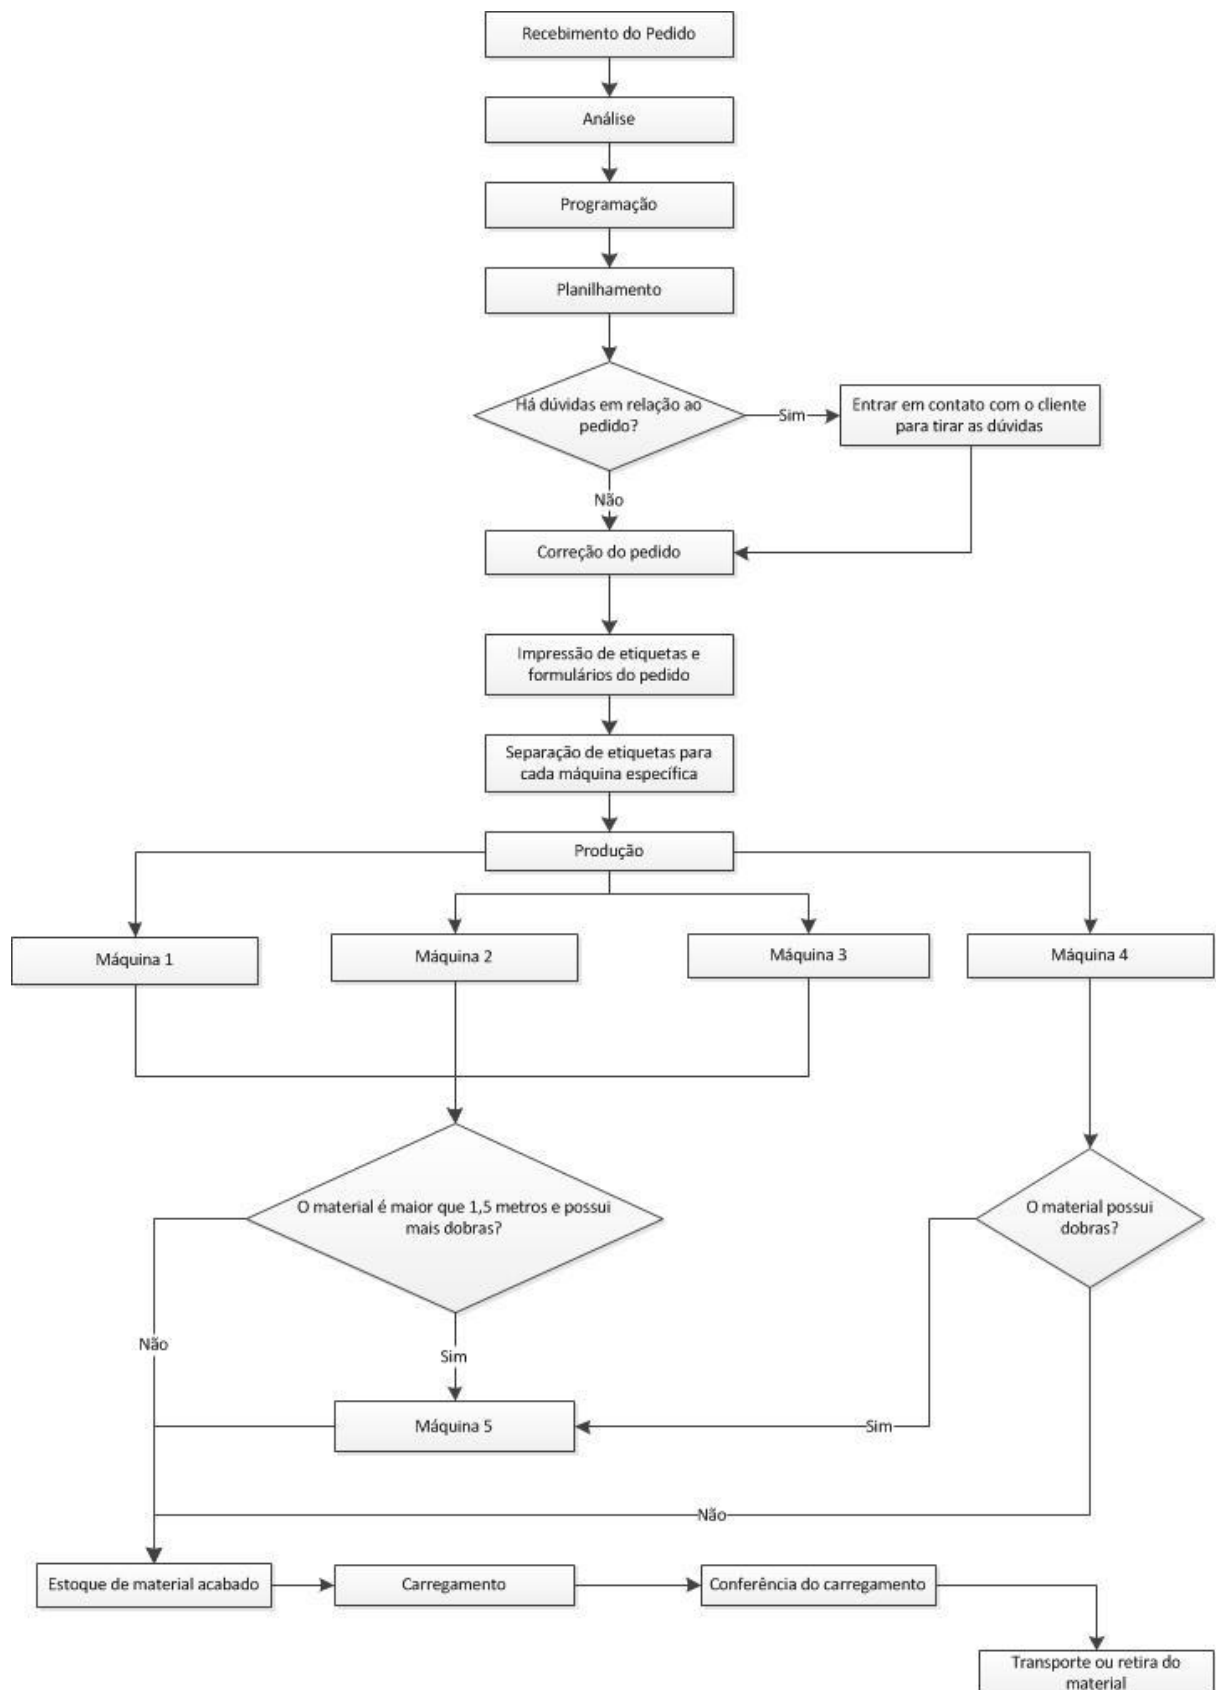 Recebimento do Pedido
Análise
Programação
Planilhamento
Há dúvidas em relação ao
pedido?
Sim
Entrar em contato com o cliente
para tirar as dúvidas
Não
Correção do pedido
Impressão de etiquetas e
formulários do pedido
Separação de etiquetas para
cada máquina específica
Produção
Máquina 1
Máquina 2
Máquina 3
Máquina 4
O material é maior que 1,5 metros e possui
mais dobras?
O material possui
dobras?
Não
Sim
Máquina 5
Sim
Não
Estoque de material acabado
Carregamento
Conferência do carregamento
Transporte ou retira do
material